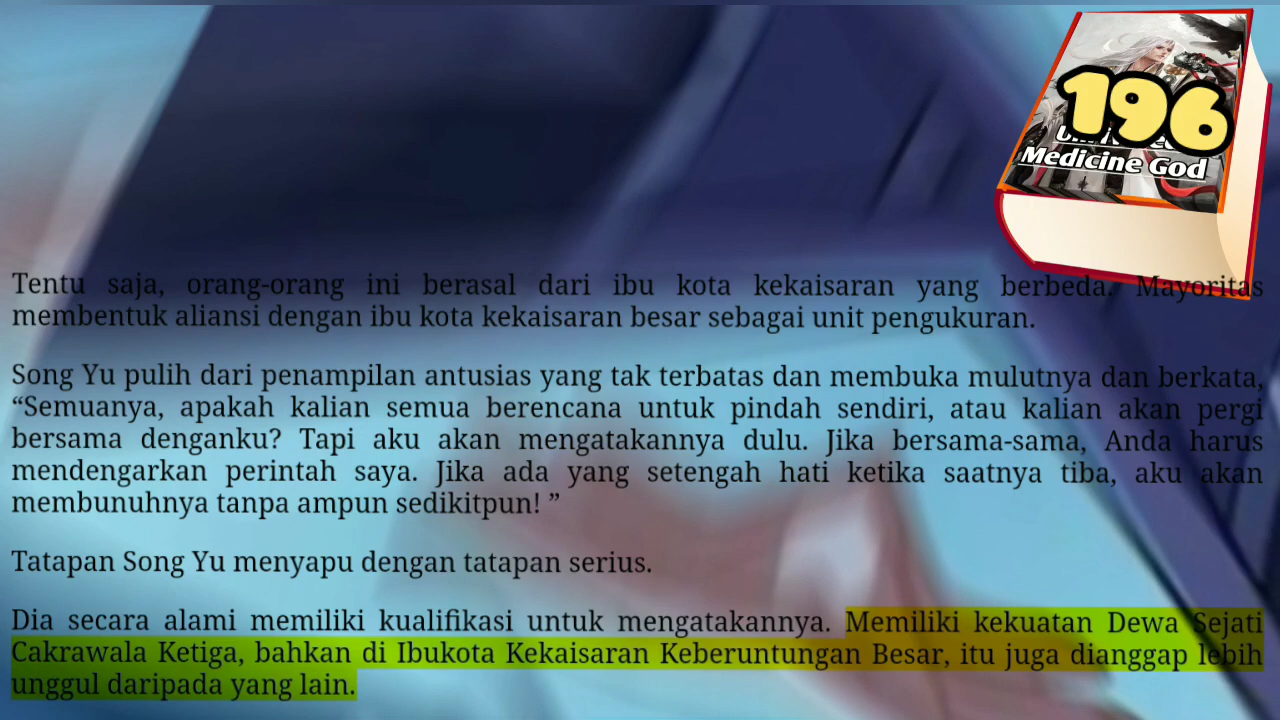 196
Medicine God
Tentu saja, orang-orang ini berasal dari ibu kota kekaisaran yang berbeda. Mayoritas
membentuk aliansi dengan ibu kota kekaisaran besar sebagai unit pengukuran.
Song Yu pulih dari penampilan antusias yang tak terbatas dan membuka mulutnya dan berkata,
“Semuanya, apakah kalian semua berencana untuk pindah sendiri, atau kalian akan pergi
bersama denganku? Tapi aku akan mengatakannya dulu. Jika bersama-sama, Anda harus
mendengarkan perintah saya. Jika ada yang setengah hati ketika saatnya tiba, aku akan
membunuhnya tanpa ampun sedikitpun! ”
Tatapan Song Yu menyapu dengan tatapan serius.
Dia secara alami memiliki kualifikasi untuk mengatakannya. Memiliki kekuatan Dewa Sejati
Cakrawala Ketiga, bahkan di Ibukota Kekaisaran Keberuntungan Besar, itu juga dianggap lebih
unggul daripada yang lain.